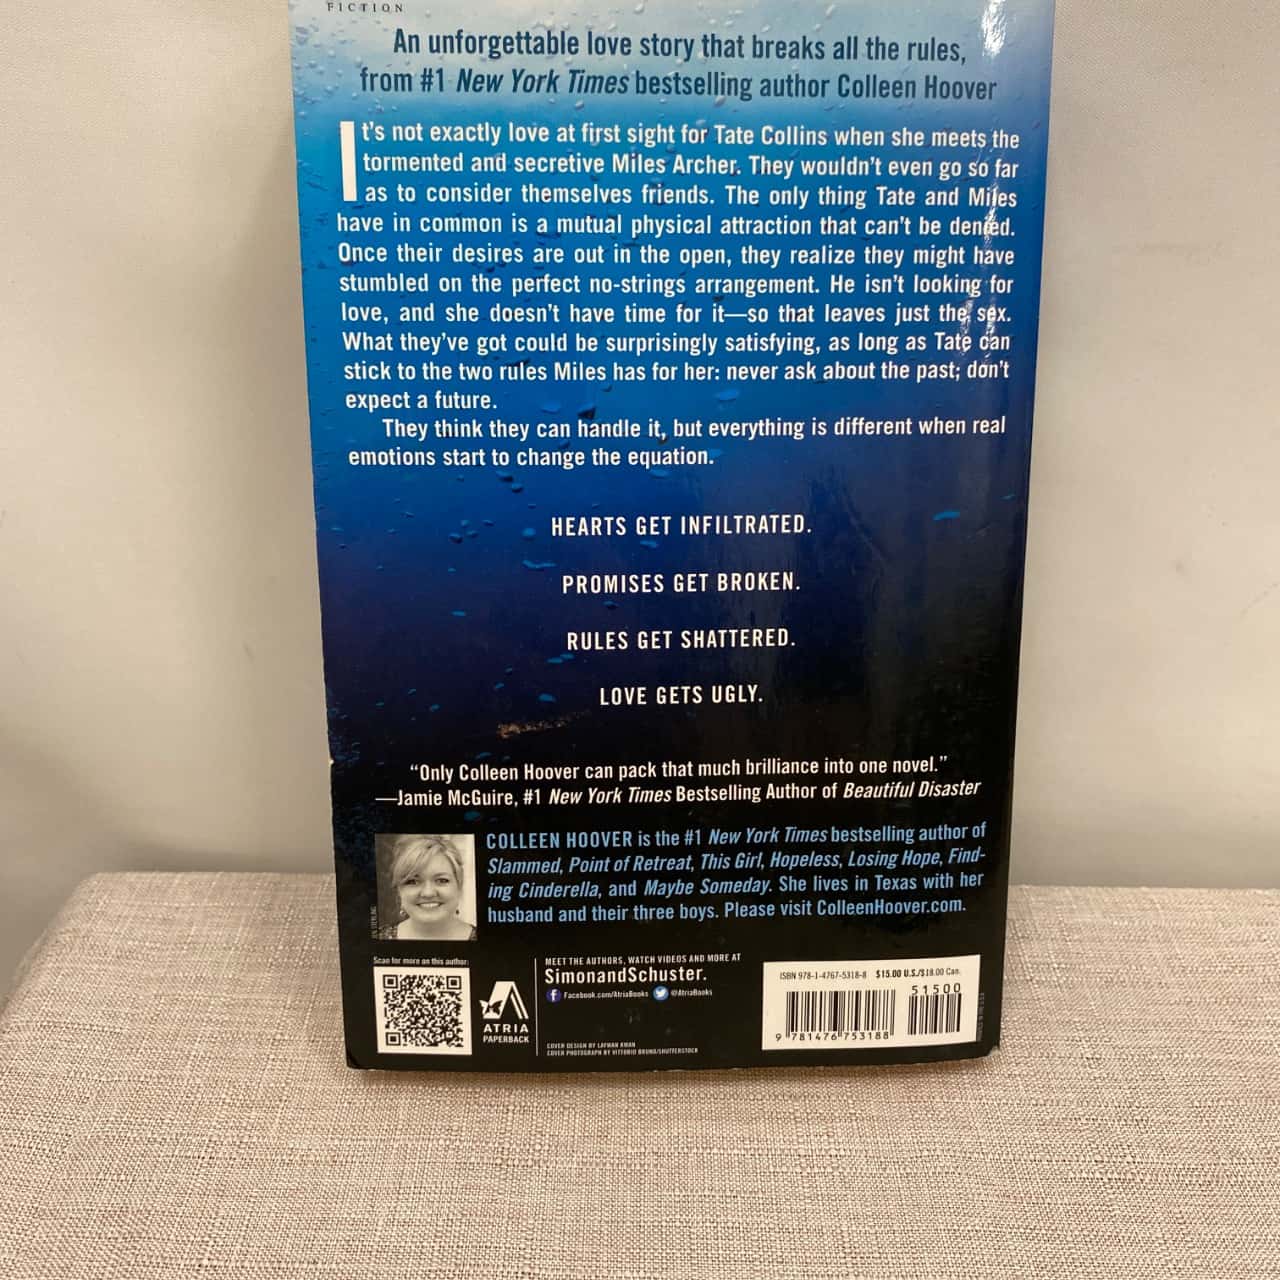 FICTION
An unforgettable love story that breaks all the rules,
from #1 New York Times bestselling author Colleen Hoover
It's not exactly love at first sight for Tate Collins when she meets the
tormented and secretive Miles Archer. They wouldn't even go so far
as to consider themselves friends. The only thing Tate and Miles
have in common is a mutual physical attraction that can't be denied.
Once their desires are out in the open, they realize they might have
stumbled on the perfect no-strings arrangement. He isn't looking for
love, and she doesn't have time for it—so that leaves just the sex.
What they've got could be surprisingly satisfying, as long as Tate can
stick to the two rules Miles has for her: never ask about the past; don't
expect a future.
They think they can handle it, but everything is different when real
emotions start to change the equation.
HEARTS GET INFILTRATED.
PROMISES GET BROKEN.
RULES GET SHATTERED.
LOVE GETS UGLY.
“Only Colleen Hoover can pack that much brilliance into one novel.”
—Jamie McGuire, #1 New York Times Bestselling Author of Beautiful Disaster
COLLEEN HOOVER is the #1 New York Times bestselling author of
Slammed, Point of Retreat, This Girl, Hopeless, Losing Hope, Find-
ing Cinderella, and Maybe Someday. She lives in Texas with her
husband and their three boys. Please visit ColleenHoover.com.
Scan for more on this author:
ATRIA
PAPERBACK
MEET THE AUTHORS, WATCH VIDEOS AND MORE AT
SimonandSchuster.
Facebook.com/AtriaBooks @AtriaBooks
COVER DESIGN BY LAYWAN KWAN
COVER PHOTOGRAPH BY VITTORIO BRUNO/SHUTTERSTOCK
ISBN 978-1-4767-5318-8 $15.00 U.S./$18.00 Can.
51500
9 781476 753188